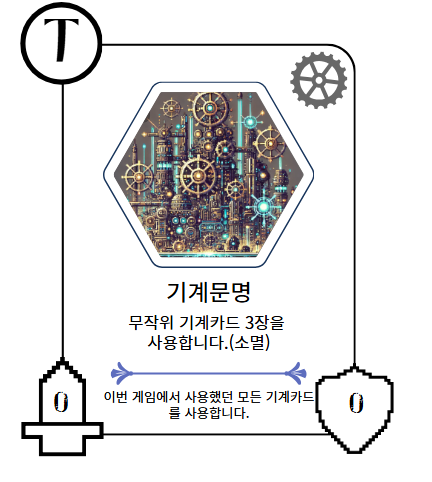 T
기계문명
무작위 기계카드 3장을
사용합니다.(소멸)
이번 게임에서 사용했던 모든 기계카드
를 사용합니다.
0
0